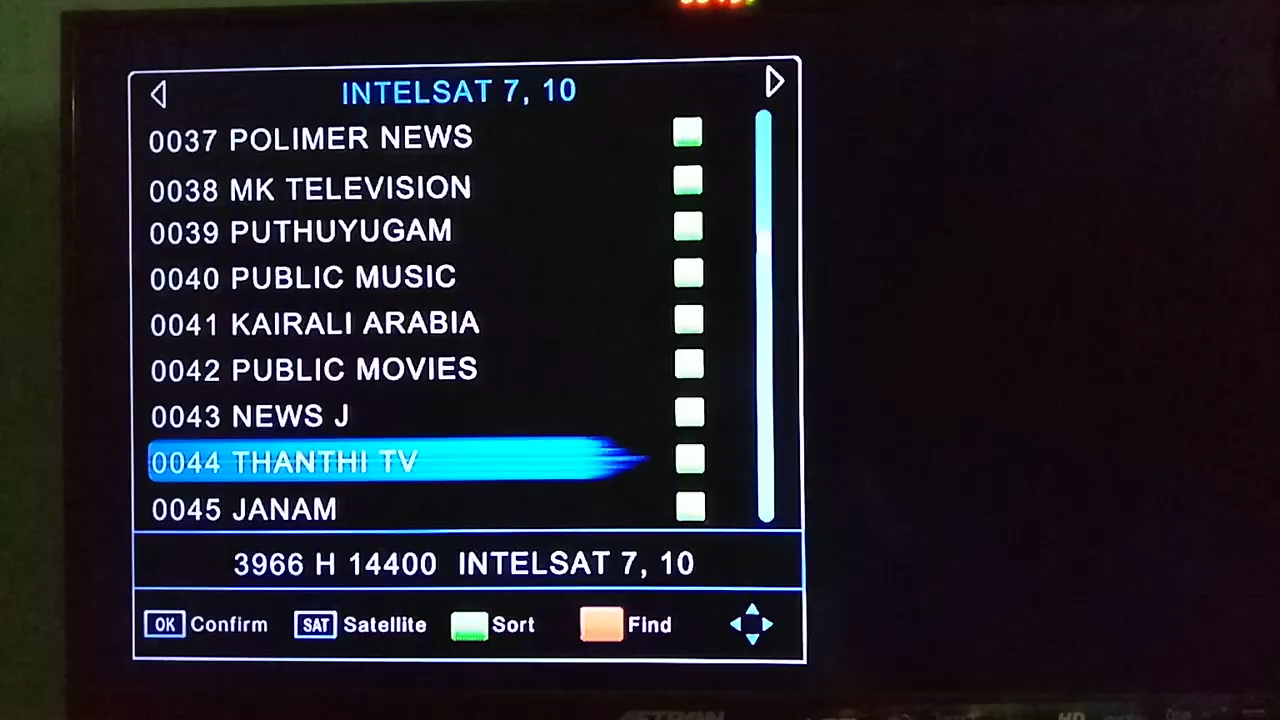 INTELSAT 7, 10
0037 POLIMER NEWS
0038 MK TELEVISION
0039 PUTHUYUGAM
0040 PUBLIC MUSIC
0041 KAIRALI ARABIA
0042 PUBLIC MOVIES
0043 NEWS J
0044 THANTHI TV
0045 JANAM
3966 H 14400 INTELSAT 7, 10
OK Confirm SAT Satellite Sort Find